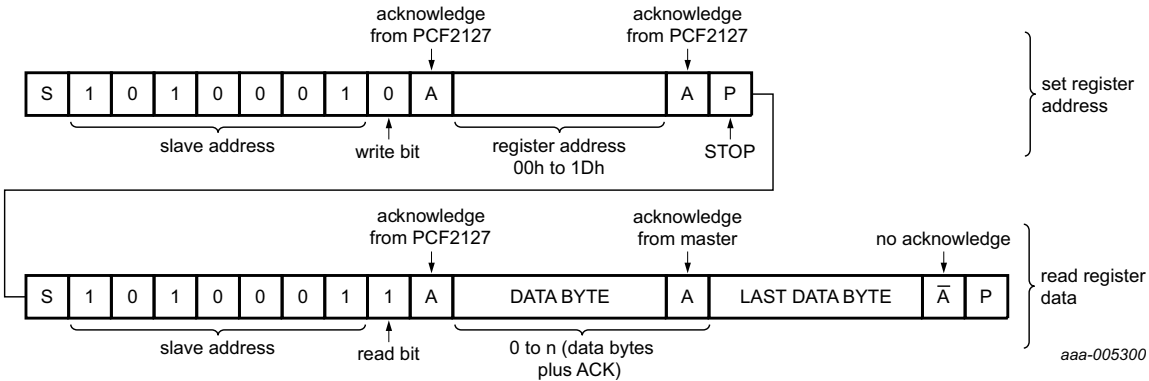 acknowledge
from PCF2127
acknowledge
from PCF2127
S 1 0 1 0 0 0 1 0 A A P
set register
address
slave address
write bit
register address
00h to 1Dh
STOP
acknowledge
from PCF2127
acknowledge
from master
no acknowledge
S 1 0 1 0 0 0 1 1 A DATA BYTE A LAST DATA BYTE A̅ P
read register
data
slave address
read bit
0 to n (data bytes
plus ACK)
aaa-005300